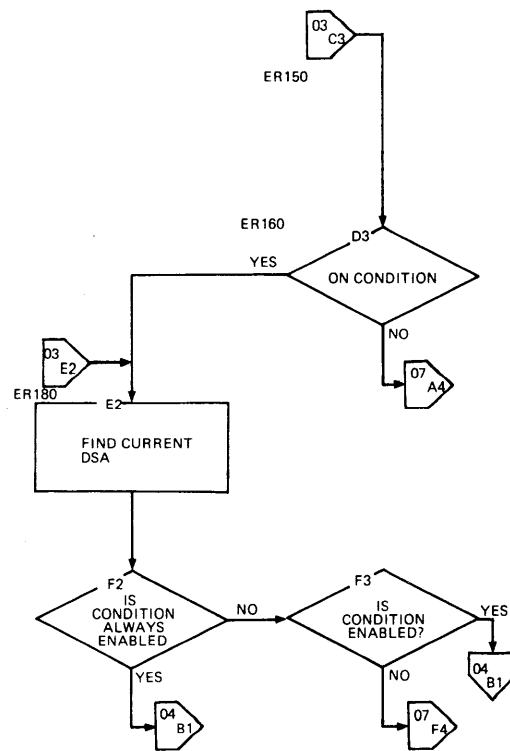 03
C3
ER150
ER160
D3
YES
ON CONDITION
NO
03
E2
07
A4
ER180
E2
FIND CURRENT
DSA
F2
IS
CONDITION
ALWAYS
ENABLED
NO
F3
IS
CONDITION
ENABLED?
YES
YES
NO
04
B1
04
B1
07
F4